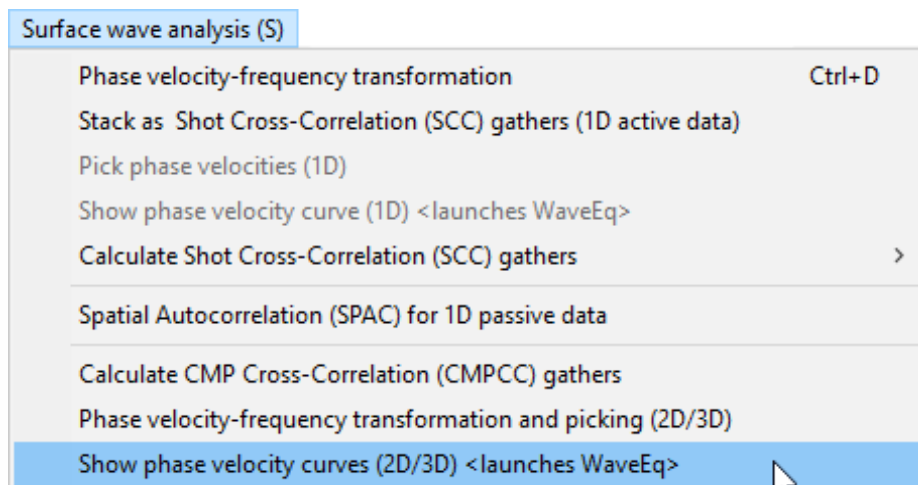 Surface wave analysis (S)
Phase velocity-frequency transformation Ctrl+D
Stack as  Shot Cross-Correlation (SCC) gathers (1D active data)
Pick phase velocities (1D)
Show phase velocity curve (1D) <launches WaveEq>
Calculate Shot Cross-Correlation (SCC) gathers >
Spatial Autocorrelation (SPAC) for 1D passive data
Calculate CMP Cross-Correlation (CMPCC) gathers
Phase velocity-frequency transformation and picking (2D/3D)
Show phase velocity curves (2D/3D) <launches WaveEq>